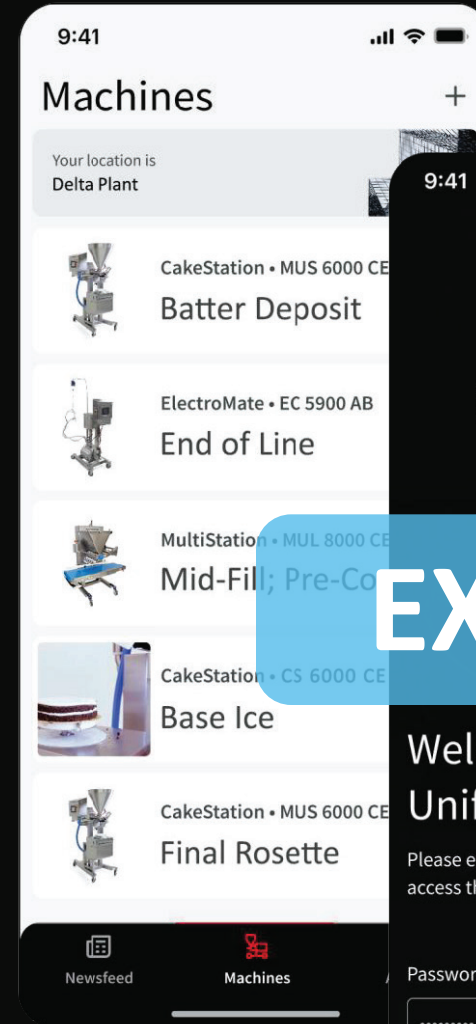 9:41
Machines
+
Your location is
Delta Plant
CakeStation • MUS 6000 CE
Batter Deposit
ElectroMate • EC 5900 AB
End of Line
MultiStation • MUL 8000 CE
Mid-Fill; Pre-Co
CakeStation • CS 6000 CE
Base Ice
CakeStation • MUS 6000 CE
Final Rosette
Newsfeed
Machines
9:41
EX
Wel
Unif
Please e
access th
Passwor